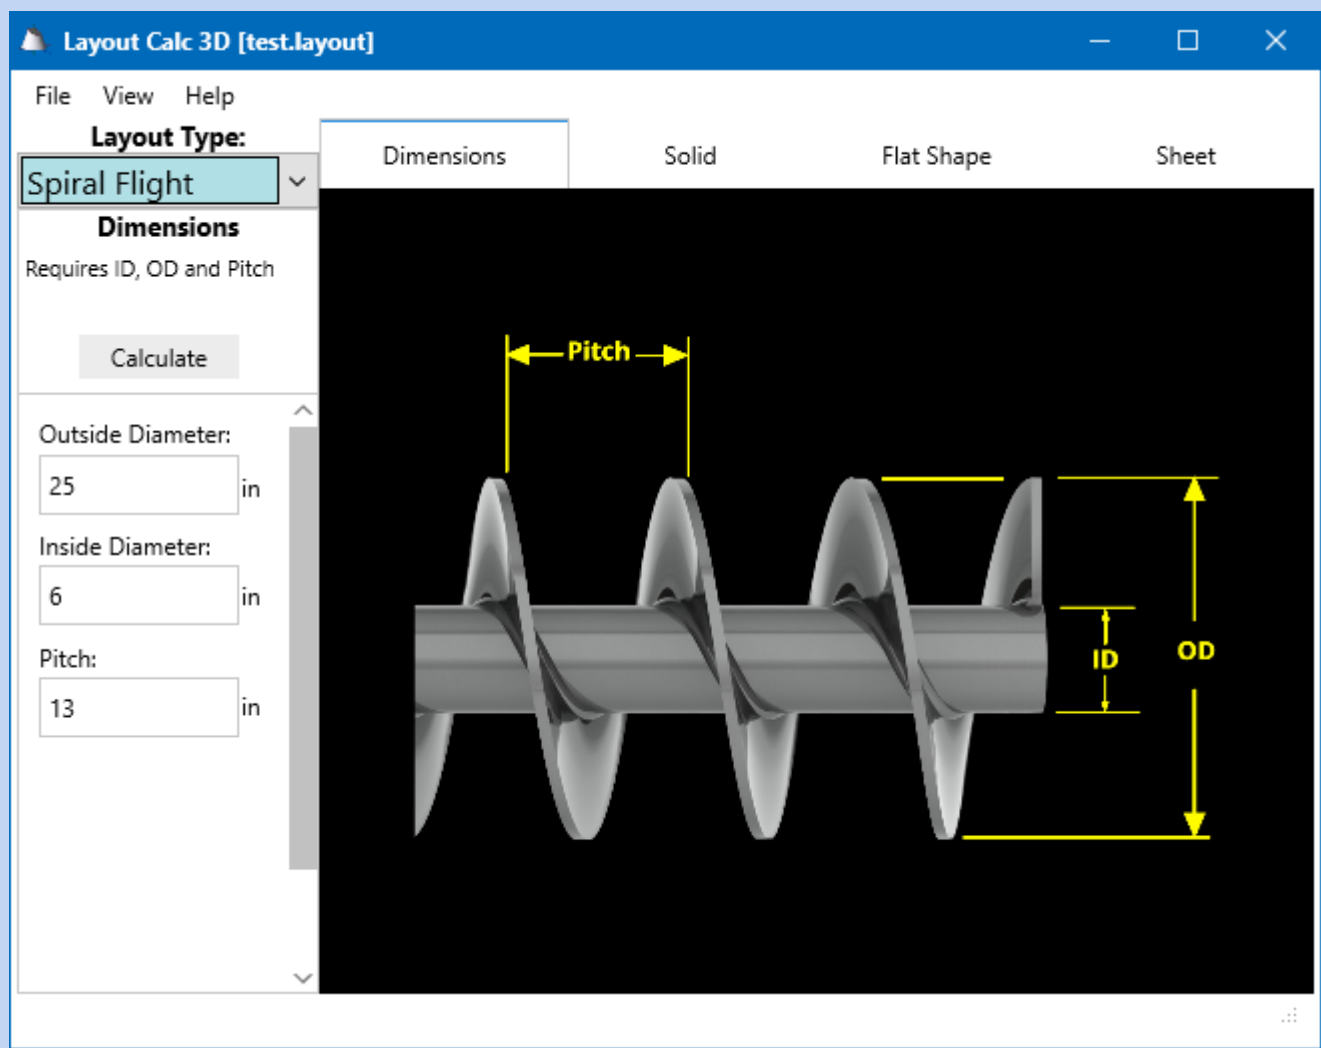 Layout Calc 3D [test.layout]
File View Help
Layout Type:
Spiral Flight
Dimensions
Requires ID, OD and Pitch
Calculate
Outside Diameter:
25 in
Inside Diameter:
6 in
Pitch:
13 in
Dimensions Solid Flat Shape Sheet
Pitch
ID
OD